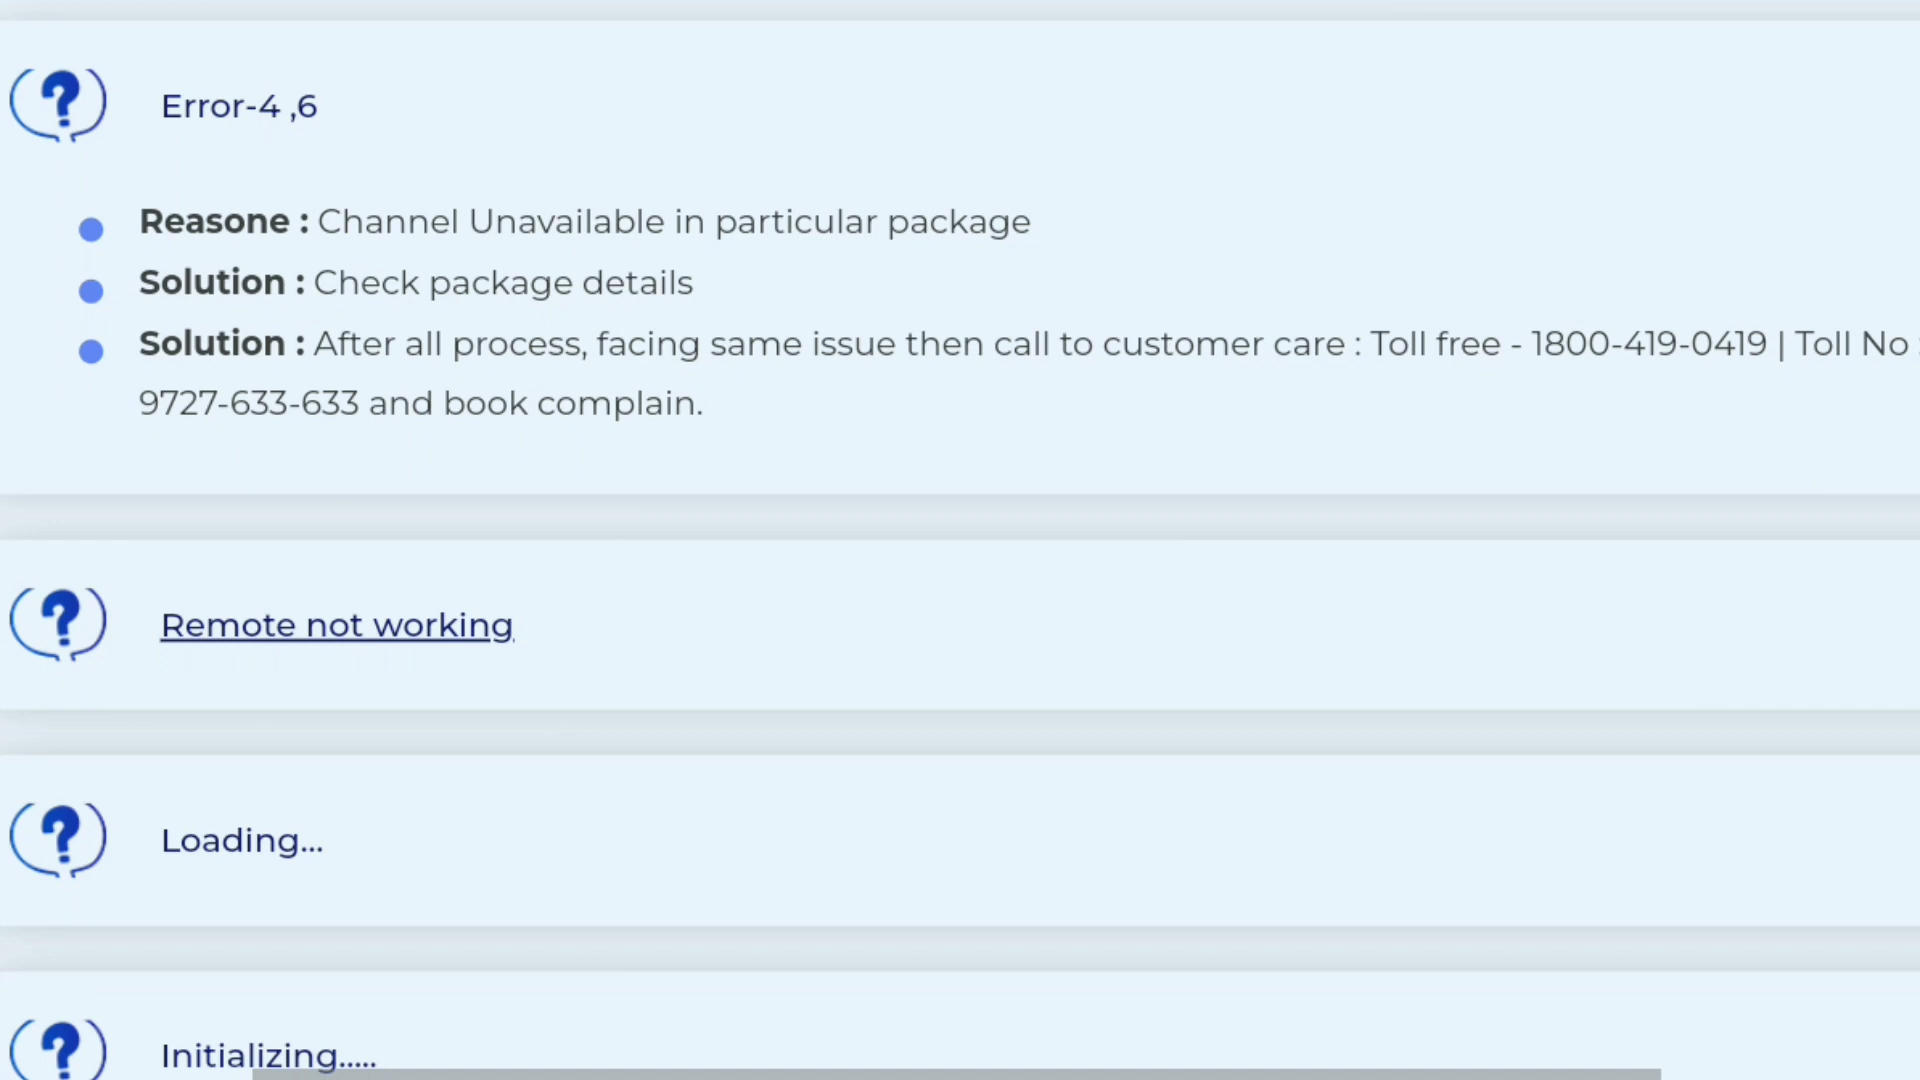 Error-4 ,6
Reasone : Channel Unavailable in particular package
Solution : Check package details
Solution : After all process, facing same issue then call to customer care : Toll free - 1800-419-0419 | Toll No :
9727-633-633 and book complain.
Remote not working
Loading...
Initializing.....